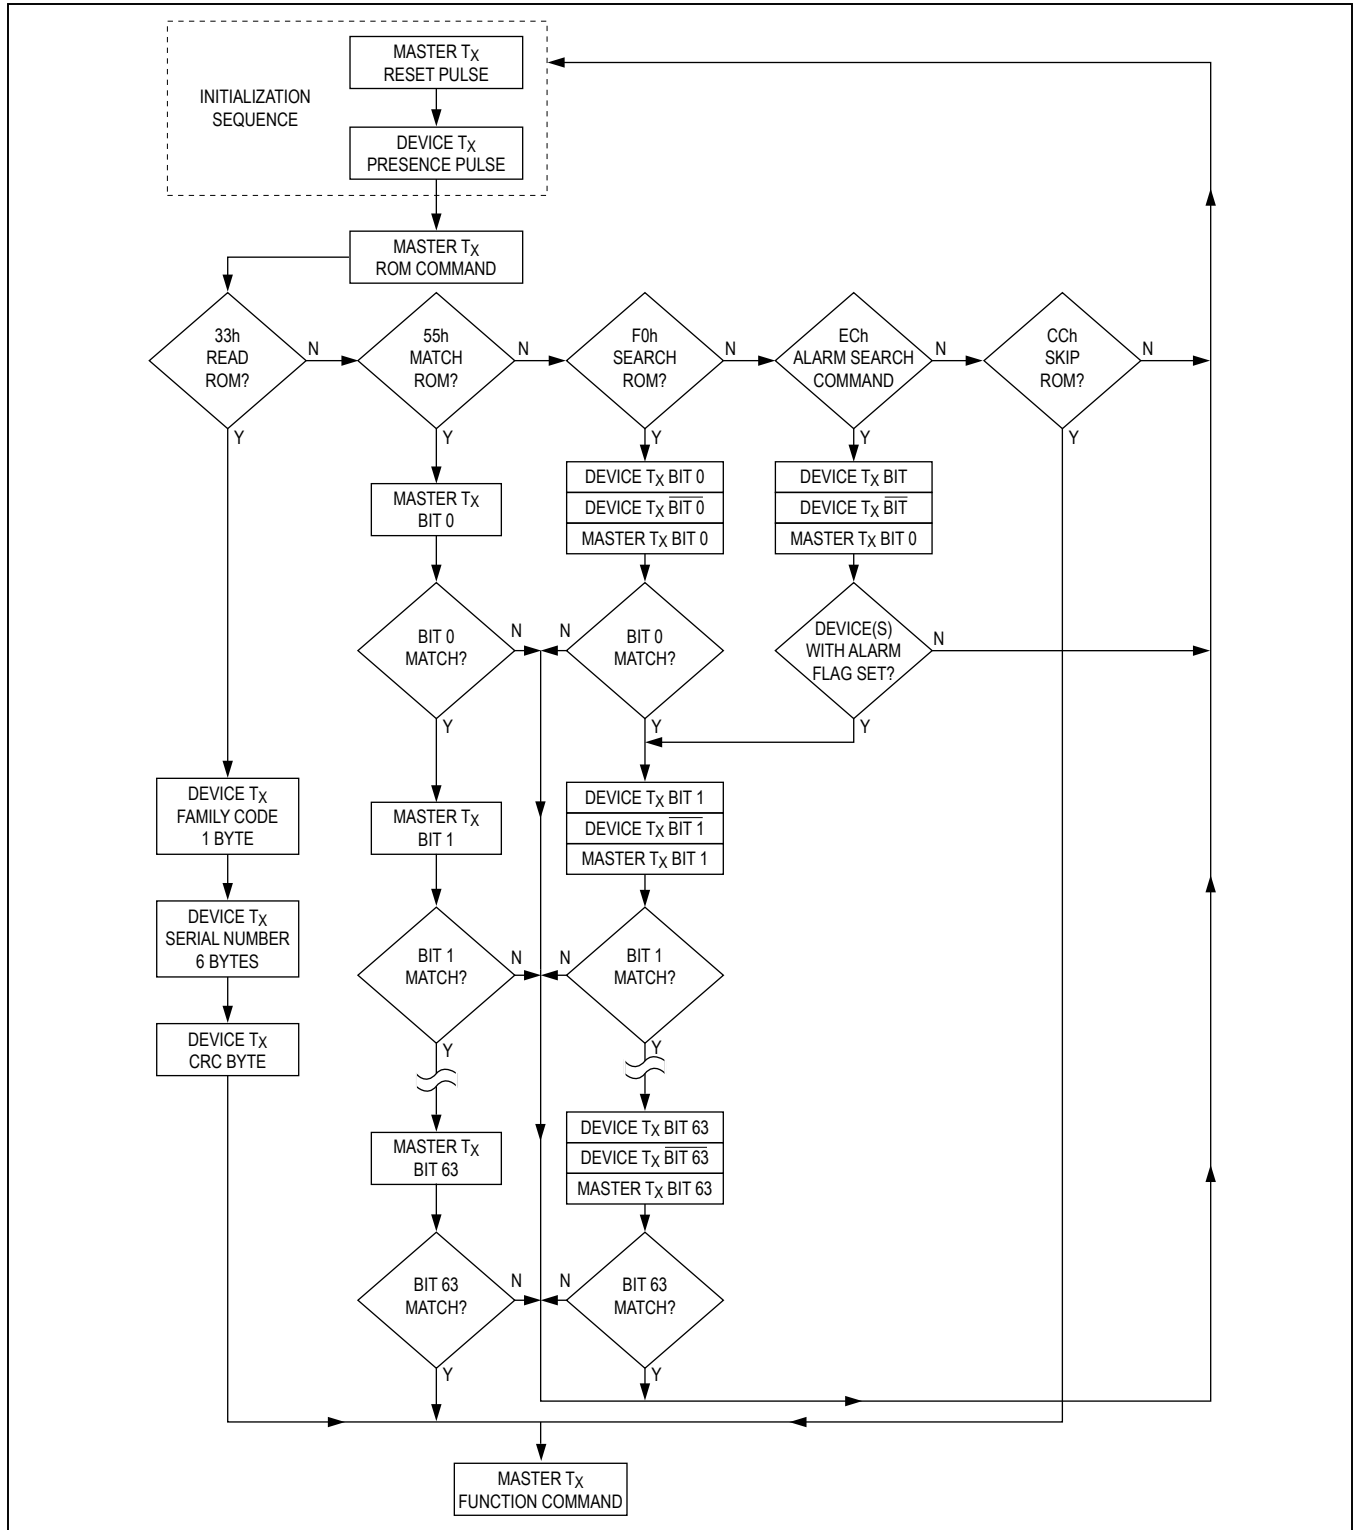 MASTER TX
RESET PULSE
INITIALIZATION
SEQUENCE
DEVICE TX
PRESENCE PULSE
MASTER TX
ROM COMMAND
33h
READ
ROM?
N
Y
55h
MATCH
ROM?
N
Y
F0h
SEARCH
ROM?
N
Y
ECh
ALARM SEARCH
COMMAND
N
Y
CCh
SKIP
ROM?
N
Y
MASTER TX
BIT 0
DEVICE TX BIT 0
DEVICE TX B̅I̅T̅ ̅0̅
MASTER TX BIT 0
DEVICE TX BIT
DEVICE TX B̅I̅T̅
MASTER TX BIT 0
BIT 0
MATCH?
N
Y
BIT 0
MATCH?
N
Y
DEVICE(S)
WITH ALARM
FLAG SET?
N
Y
DEVICE TX
FAMILY CODE
1 BYTE
MASTER TX
BIT 1
DEVICE TX BIT 1
DEVICE TX B̅I̅T̅ ̅1̅
MASTER TX BIT 1
DEVICE TX
SERIAL NUMBER
6 BYTES
BIT 1
MATCH?
N
Y
BIT 1
MATCH?
N
Y
DEVICE TX
CRC BYTE
MASTER TX
BIT 63
DEVICE TX BIT 63
DEVICE TX B̅I̅T̅ ̅6̅3̅
MASTER TX BIT 63
BIT 63
MATCH?
N
Y
BIT 63
MATCH?
N
Y
MASTER TX
FUNCTION COMMAND